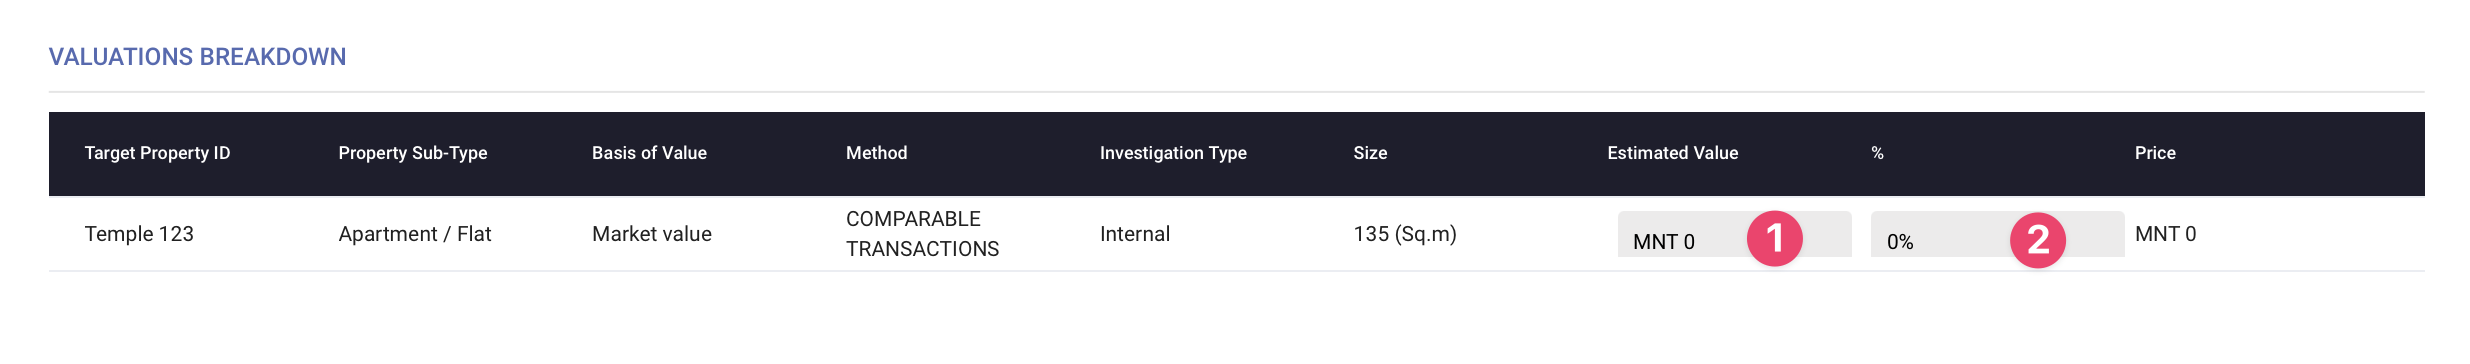 VALUATIONS BREAKDOWN
Target Property ID Property Sub-Type Basis of Value Method Investigation Type Size Estimated Value % Price
Temple 123 Apartment / Flat Market value COMPARABLE TRANSACTIONS Internal 135 (Sq.m) MNT 0 1 0% 2 MNT 0